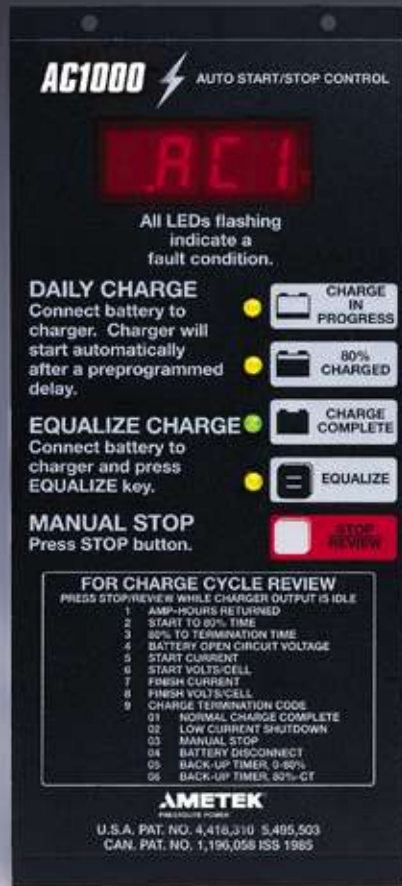 AC1000 AUTO START/STOP CONTROL
AC1
All LEDs flashing
indicate a
fault condition.
DAILY CHARGE
Connect battery to
charger. Charger will
start automatically
after a preprogrammed
delay.
CHARGE
IN
PROGRESS
80%
CHARGED
EQUALIZE CHARGE
Connect battery to
charger and press
EQUALIZE key.
CHARGE
COMPLETE
EQUALIZE
MANUAL STOP
Press STOP button.
STOP
REVIEW
FOR CHARGE CYCLE REVIEW
PRESS STOP/REVIEW WHILE CHARGER OUTPUT IS IDLE
1 AMP-HOURS RETURNED
2 START TO 80% TIME
3 80% TO TERMINATION TIME
4 BATTERY OPEN CIRCUIT VOLTAGE
5 START CURRENT
6 START VOLTS/CELL
7 FINISH CURRENT
8 FINISH VOLTS/CELL
9 CHARGE TERMINATION CODE
01 NORMAL CHARGE COMPLETE
02 LOW CURRENT SHUTDOWN
03 MANUAL STOP
04 BATTERY DISCONNECT
05 BACK-UP TIMER, 0-80%
06 BACK-UP TIMER, 80%-CT
AMETEK
PRESTOLITE POWER
U.S.A. PAT. NO. 4,418,310 5,495,503
CAN. PAT. NO. 1,196,058 ISS 1985